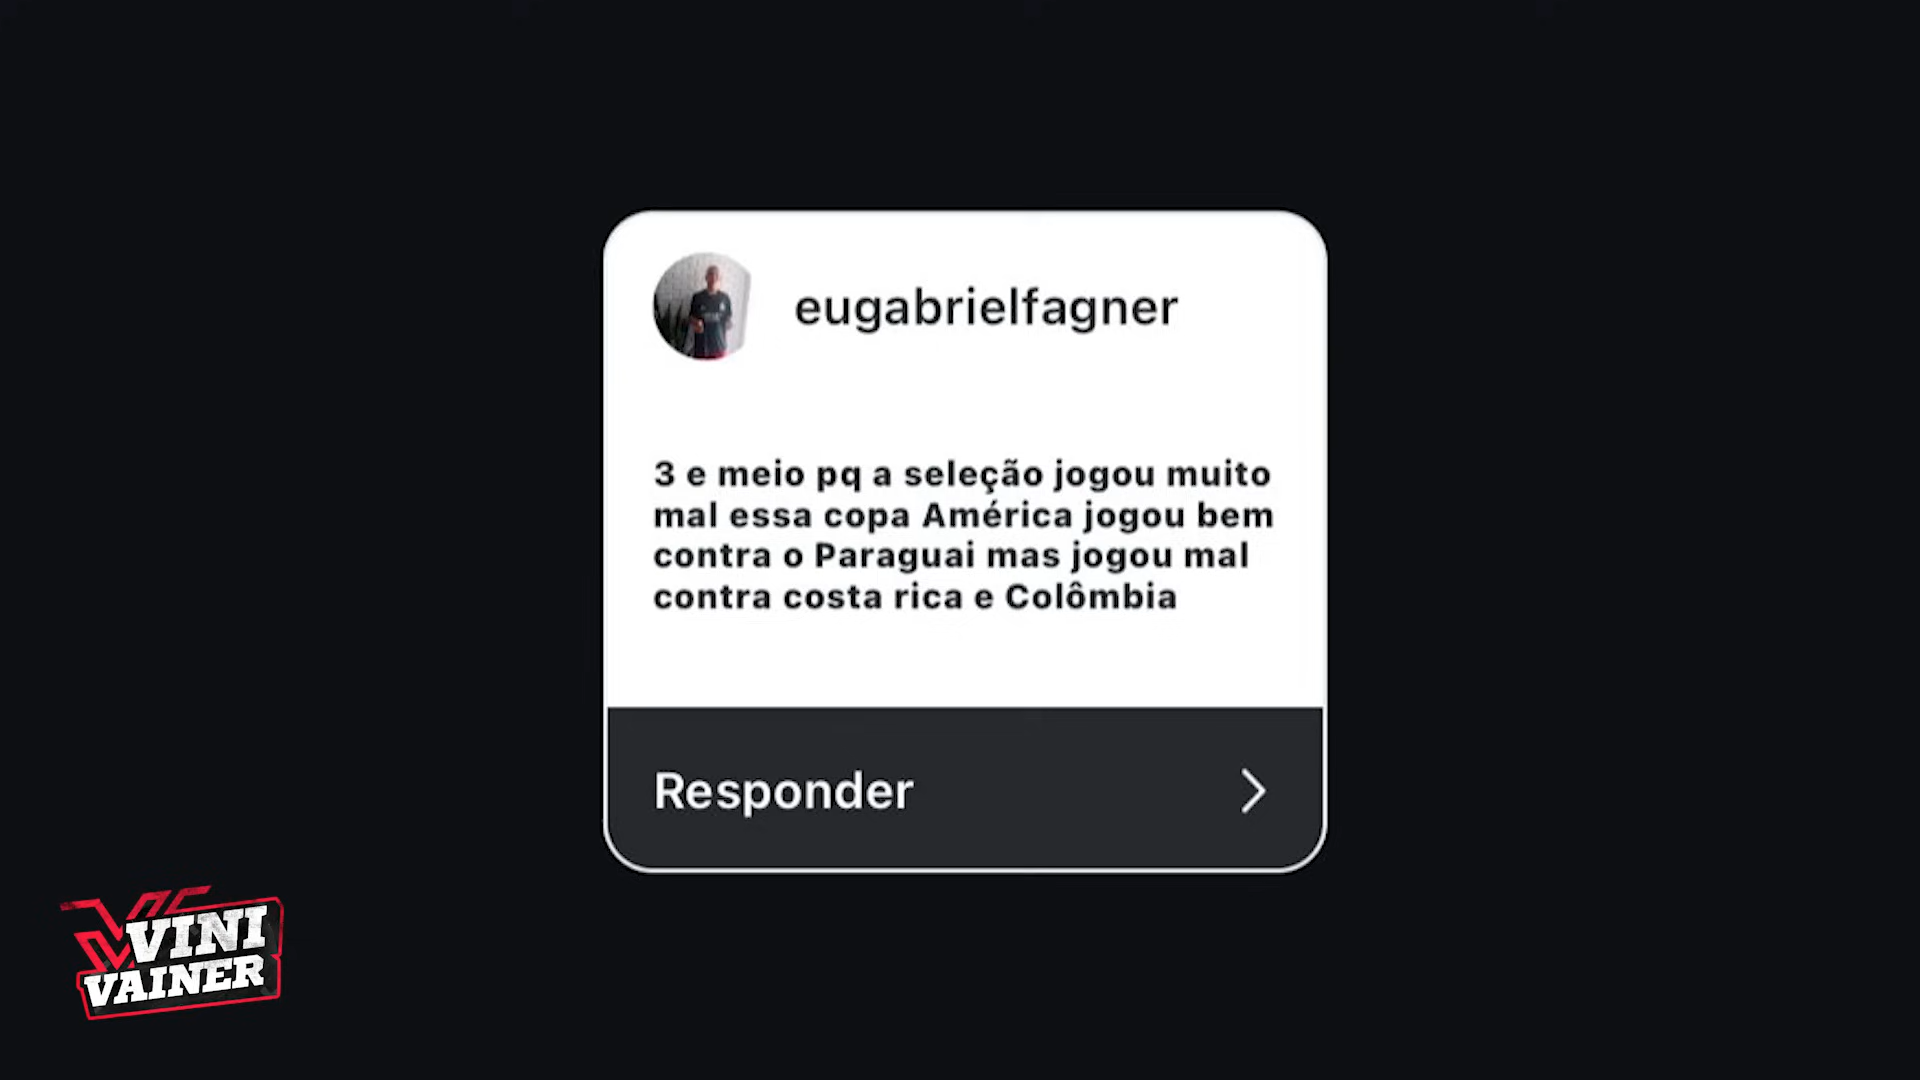 eugabrielfagner
3 e meio pq a seleção jogou muito
mal essa copa América jogou bem
contra o Paraguai mas jogou mal
contra costa rica e Colômbia
Responder
VINI
VAINER